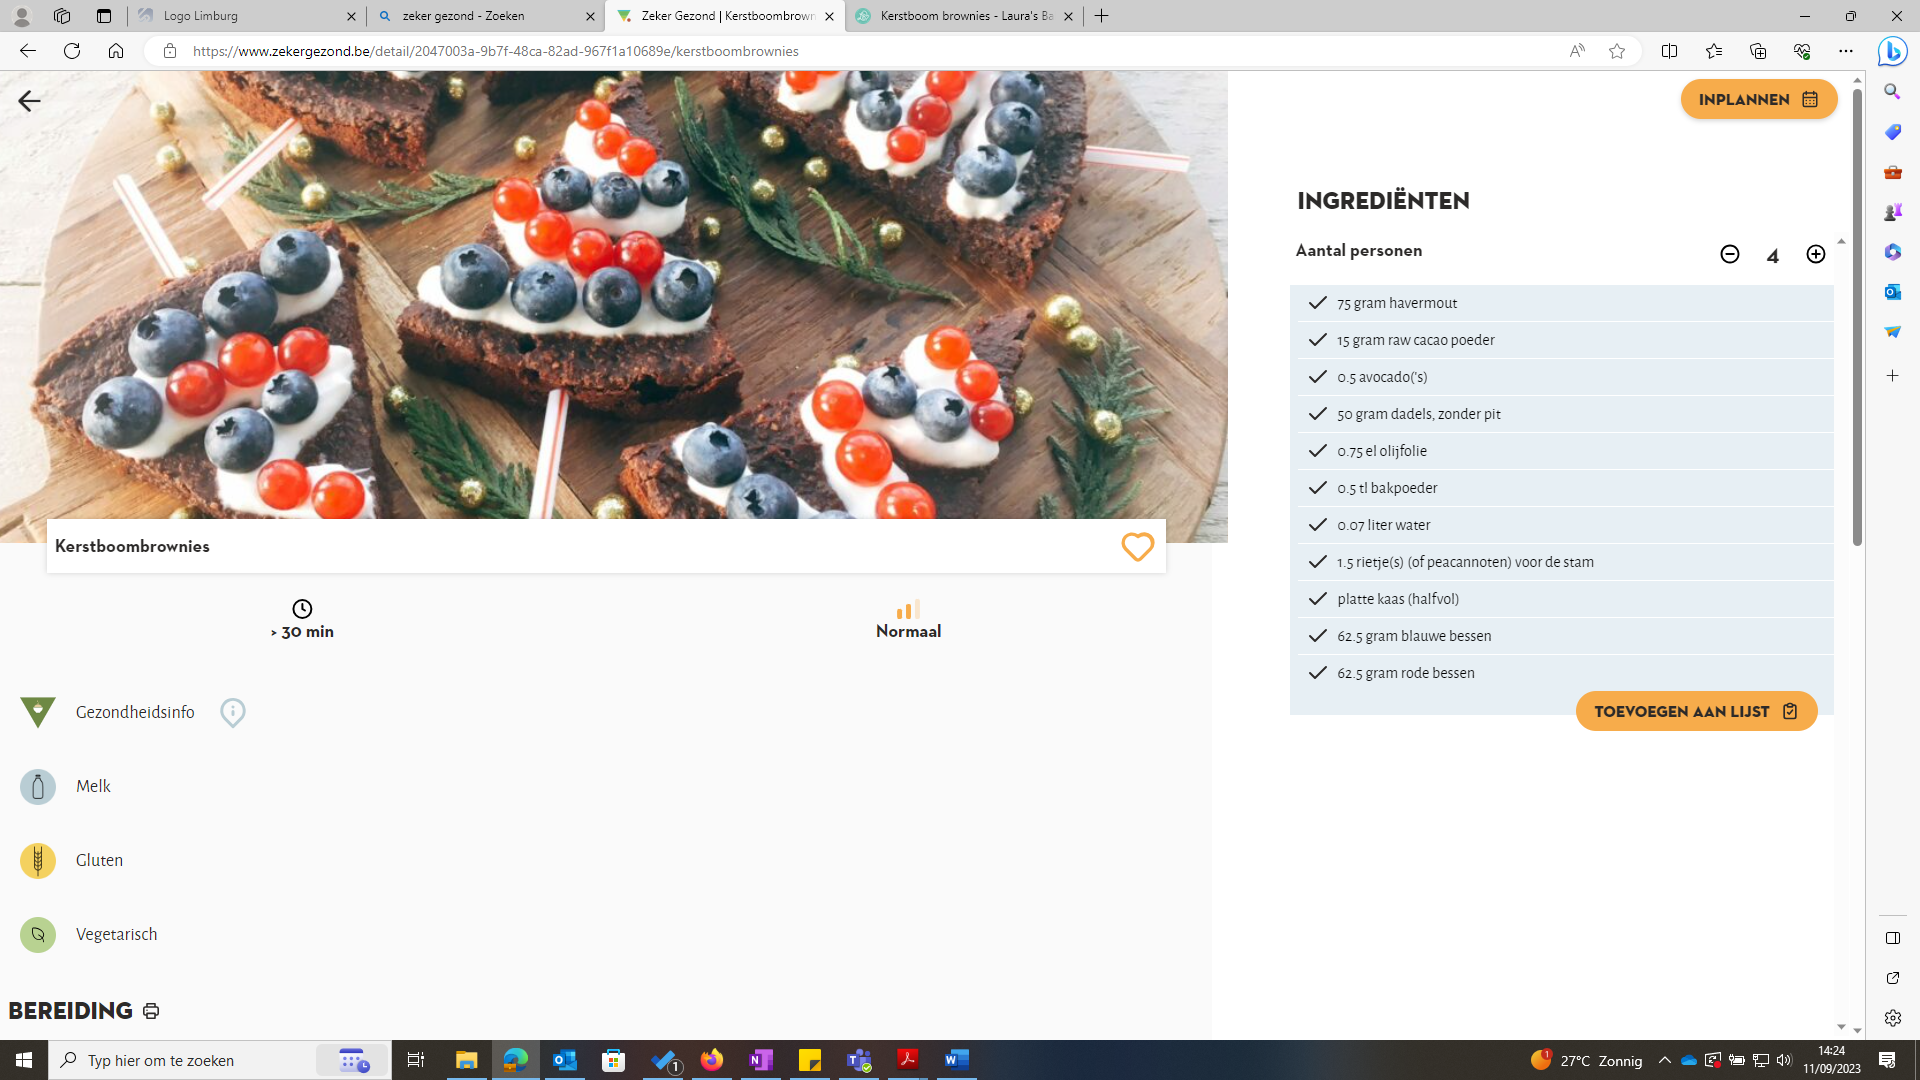 Logo Limburg
zeker gezond - Zoeken
Zeker Gezond | Kerstboombrown
Kerstboom brownies - Laura's Ba
https://www.zekergezond.be/detail/2047003a-9b7f-48ca-82ad-967f1a10689e/kerstboombrownies
INPLANNEN
INGREDIËNTEN
Aantal personen
4
75 gram havermout
15 gram raw cacao poeder
0.5 avocado('s)
50 gram dadels, zonder pit
0.75 el olijfolie
0.5 tl bakpoeder
0.07 liter water
1.5 rietje(s) (of peacannoten) voor de stam
platte kaas (halfvol)
62.5 gram blauwe bessen
62.5 gram rode bessen
TOEVOEGEN AAN LIJST
Kerstboombrownies
> 30 min
Normaal
Gezondheidsinfo
Melk
Gluten
Vegetarisch
BEREIDING
Typ hier om te zoeken
1
1
27°C Zonnig
14:24
11/09/2023